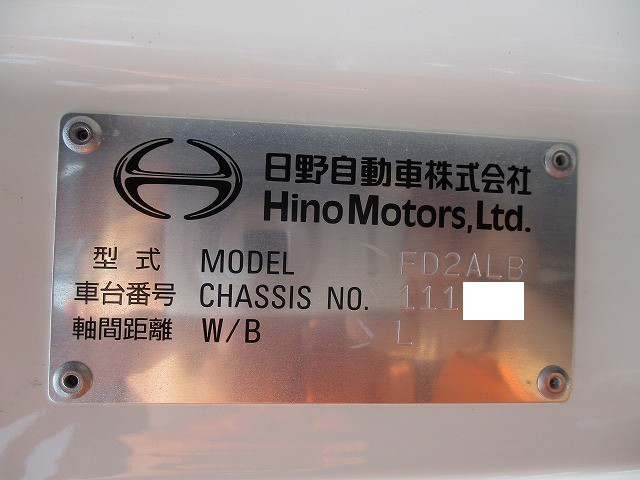 日野自動車株式会社
Hino Motors, Ltd.
型式 MODEL FD2ALB
車台番号 CHASSIS NO. 111
軸間距離 W/B L